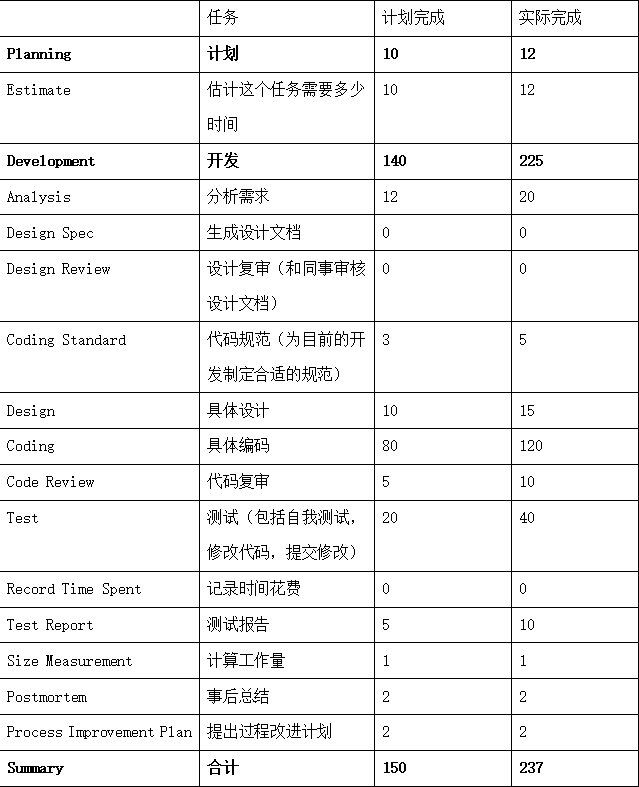 任务 计划完成 实际完成
Planning 计划 10 12
Estimate 估计这个任务需要多少 10 12
时间
Development 开发 140 225
Analysis 分析需求 12 20
Design Spec 生成设计文档 0 0
Design Review 设计复审（和同事审核 0 0
设计文档）
Coding Standard 代码规范（为目前的开 3 5
发制定合适的规范）
Design 具体设计 10 15
Coding 具体编码 80 120
Code Review 代码复审 5 10
Test 测试（包括自我测试， 20 40
修改代码，提交修改）
Record Time Spent 记录时间花费 0 0
Test Report 测试报告 5 10
Size Measurement 计算工作量 1 1
Postmortem 事后总结 2 2
Process Improvement Plan 提出过程改进计划 2 2
Summary 合计 150 237